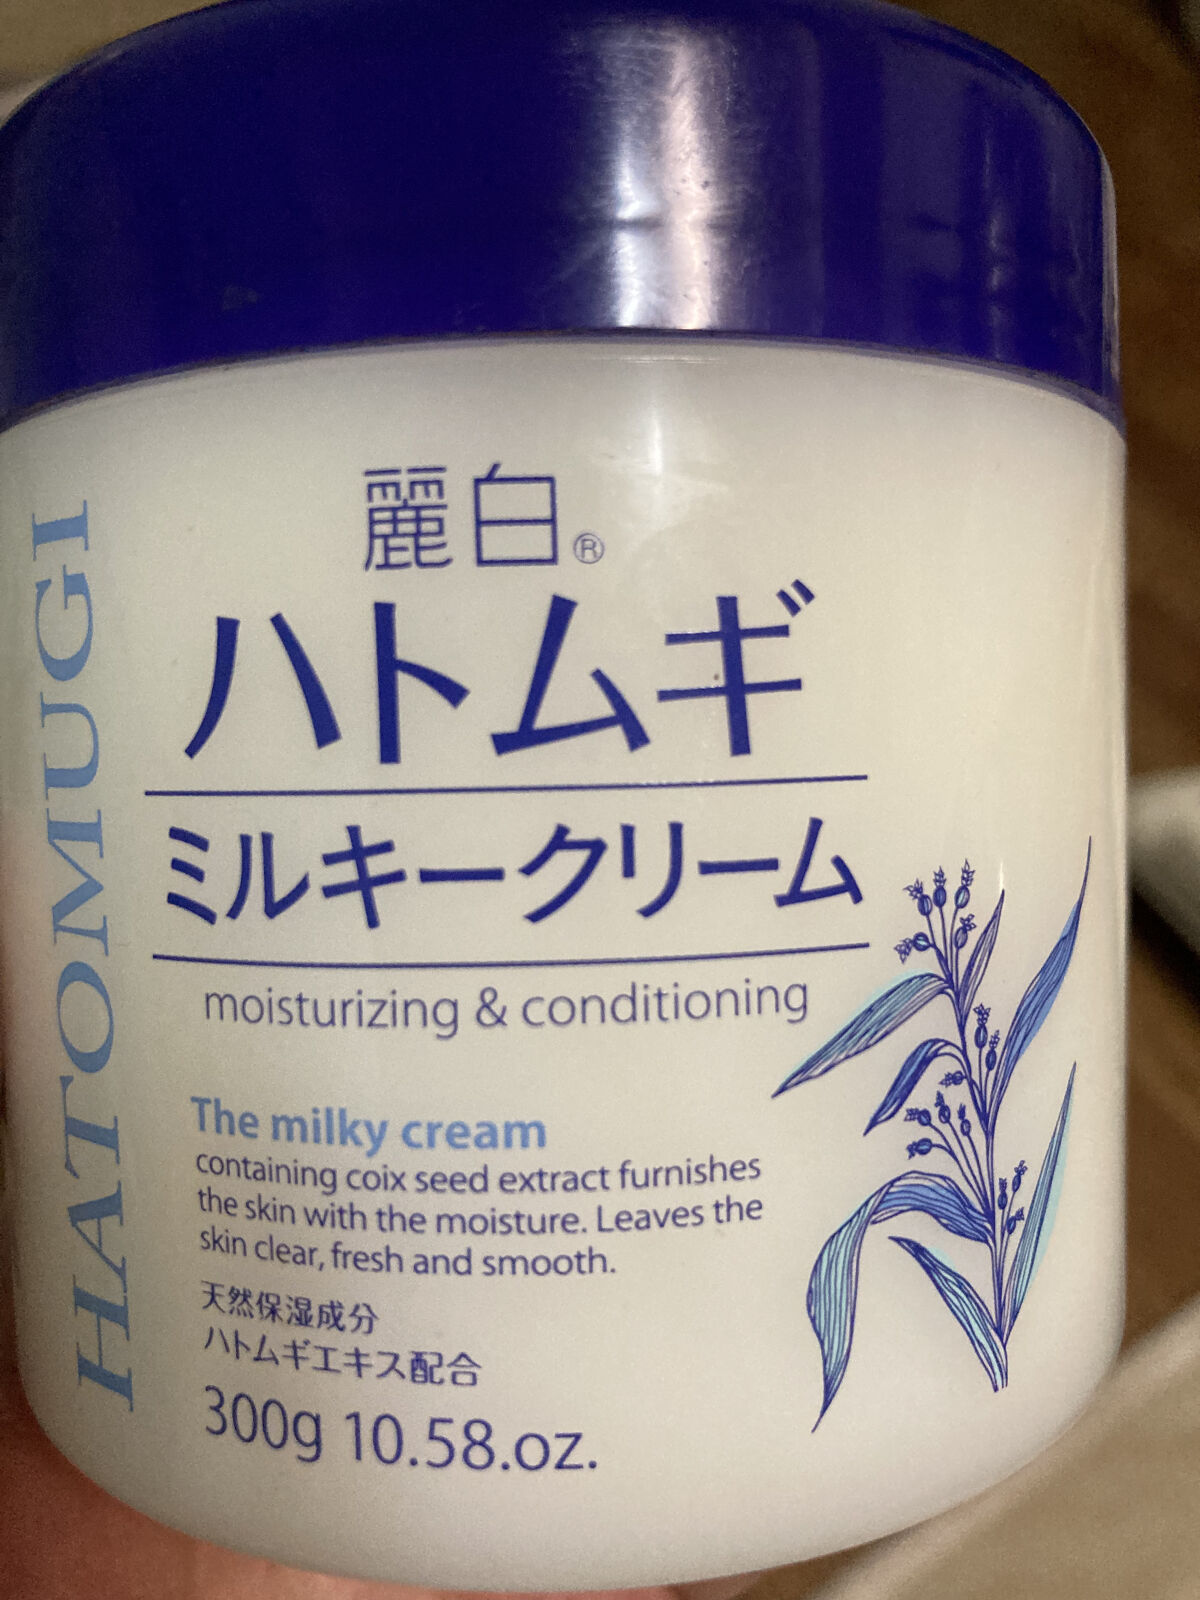 HATOMUGI
麗白®
ハトムギ
ミルキークリーム
moisturizing & conditioning
The milky cream
containing coix seed extract furnishes
the skin with the moisture. Leaves the
skin clear, fresh and smooth.
天然保湿成分
ハトムギエキス配合
300g 10.58.oz.